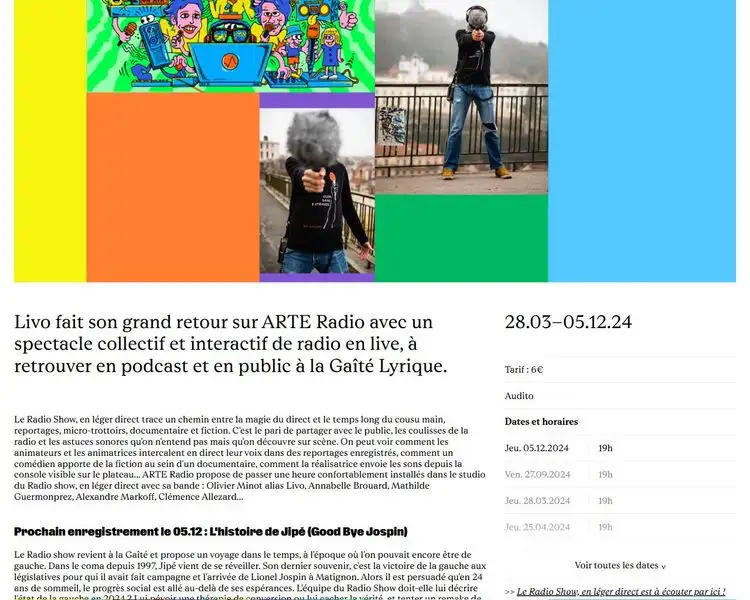 Livo fait son grand retour sur ARTE Radio avec un
spectacle collectif et interactif de radio en live, à
retrouver en podcast et en public à la Gaîté Lyrique.
Le Radio Show, en léger direct trace un chemin entre la magie du direct et le temps long du cousu main,
reportages, micro-trottoirs, documentaire et fiction. C'est le pari de partager avec le public, les coulisses de la
radio et les astuces sonores qu'on n'entend pas mais qu'on découvre sur scène. On peut voir comment les
animateurs et les animatrices intercalent en direct leur voix dans des reportages enregistrés, comment un
comédien apporte de la fiction au sein d'un documentaire, comment la réalisatrice envoie les sons depuis la
console visible sur le plateau... ARTE Radio propose de passer une heure confortablement installés dans le studio
du Radio show, en léger direct avec sa bande : Olivier Minot alias Livo, Annabelle Brouard, Mathilde
Guermonprez, Alexandre Markoff, Clémence Allezard...
Prochain enregistrement le 05.12 : L'histoire de Jipé (Good Bye Jospin)
Le Radio show revient à la Gaîté et propose un voyage dans le temps, à l'époque où l'on pouvait encore être de
gauche. Dans le coma depuis 1997, Jipé vient de se réveiller. Son dernier souvenir, c'est la victoire de la gauche aux
législatives pour qui il avait fait campagne et l'arrivée de Lionel Jospin à Matignon. Alors il est persuadé qu'en 24
ans de sommeil, le progrès social est allé au-delà de ses espérances. L'équipe du Radio Show doit-elle lui décrire
l'état de la gauche en 2024 ? Lui prévoir une thérapie de conversion ou lui cacher la vérité, et tenter un remake de
28.03–05.12.24
Tarif : 6€
Audito
Dates et horaires
Jeu. 05.12.2024 19h
Ven. 27.09.2024 19h
Jeu. 28.03.2024 19h
Jeu. 25.04.2024 19h
Voir toutes les dates
>> Le Radio Show, en léger direct est à écouter par ici !